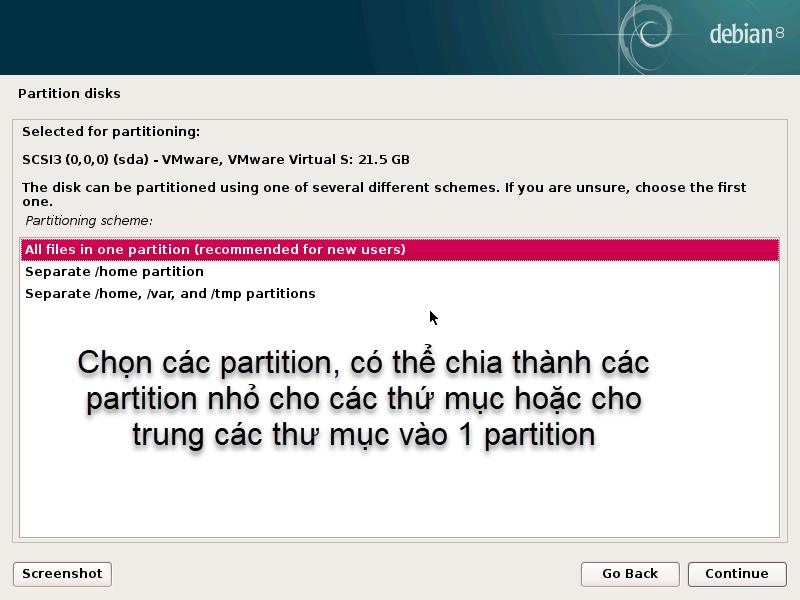 debian 8
Partition disks
Selected for partitioning:
SCSI3 (0,0,0) (sda) - VMware, VMware Virtual S: 21.5 GB
The disk can be partitioned using one of several different schemes. If you are unsure, choose the first
one.
Partitioning scheme:
All files in one partition (recommended for new users)
Separate /home partition
Separate /home, /var, and /tmp partitions
Chọn các partition, có thể chia thành các
partition nhỏ cho các thứ mục hoặc cho
trung các thư mục vào 1 partition
Screenshot
Go Back
Continue